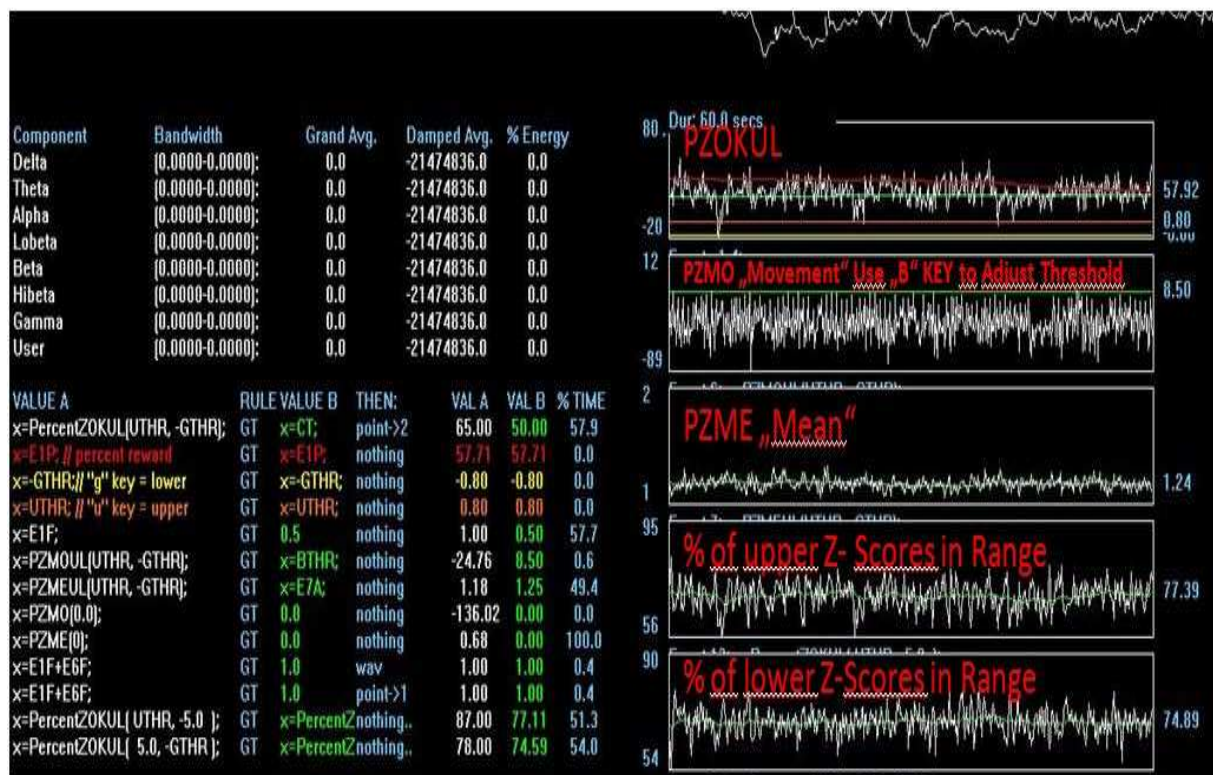 Component Bandwidth Grand Avg. Damped Avg. % Energy
Delta (0.0000-0.0000): 0.0 -21474836.0 0.0
Theta (0.0000-0.0000): 0.0 -21474836.0 0.0
Alpha (0.0000-0.0000): 0.0 -21474836.0 0.0
Lobeta (0.0000-0.0000): 0.0 -21474836.0 0.0
Beta (0.0000-0.0000): 0.0 -21474836.0 0.0
Hibeta (0.0000-0.0000): 0.0 -21474836.0 0.0
Gamma (0.0000-0.0000): 0.0 -21474836.0 0.0
User (0.0000-0.0000): 0.0 -21474836.0 0.0
VALUE A RULE VALUE B THEN: VAL A VAL B % TIME
x=PercentZOKUL(UTHR, -GTHR); GT x=CT; point->2 65.00 50.00 57.9
x=E1P; // percent reward GT x=E1P; nothing 57.71 57.71 0.0
x=-GTHR;// "g" key = lower GT x=-GTHR; nothing -0.80 -0.80 0.0
x=UTHR; // "u" key = upper GT x=UTHR; nothing 0.80 0.80 0.0
x=E1F; GT 0.5 nothing 1.00 0.50 57.7
x=PZMOUL(UTHR, -GTHR); GT x=BTHR; nothing -24.76 8.50 0.6
x=PZMEUL(UTHR, -GTHR); GT x=E7A; nothing 1.18 1.25 49.4
x=PZMO(0.0); GT 0.0 nothing -136.02 0.00 0.0
x=PZME(0); GT 0.0 nothing 0.68 0.00 100.0
x=E1F+E6F; GT 1.0 wav 1.00 1.00 0.4
x=E1F+E6F; GT 1.0 point->1 1.00 1.00 0.4
x=PercentZOKUL( UTHR, -5.0 ); GT x=PercentZnothing.. 87.00 77.11 51.3
x=PercentZOKUL( 5.0, -GTHR ); GT x=PercentZnothing.. 78.00 74.59 54.0
Dur: 60.0 secs
80
PZOKUL
57.92
0.80
-20
12
PZMO „Movement“ Use „B“ KEY to Adjust Threshold
8.50
-89
2
PZME „Mean“
1.24
1
95
% of upper Z- Scores in Range
77.39
56
90
% of lower Z-Scores in Range
74.89
54